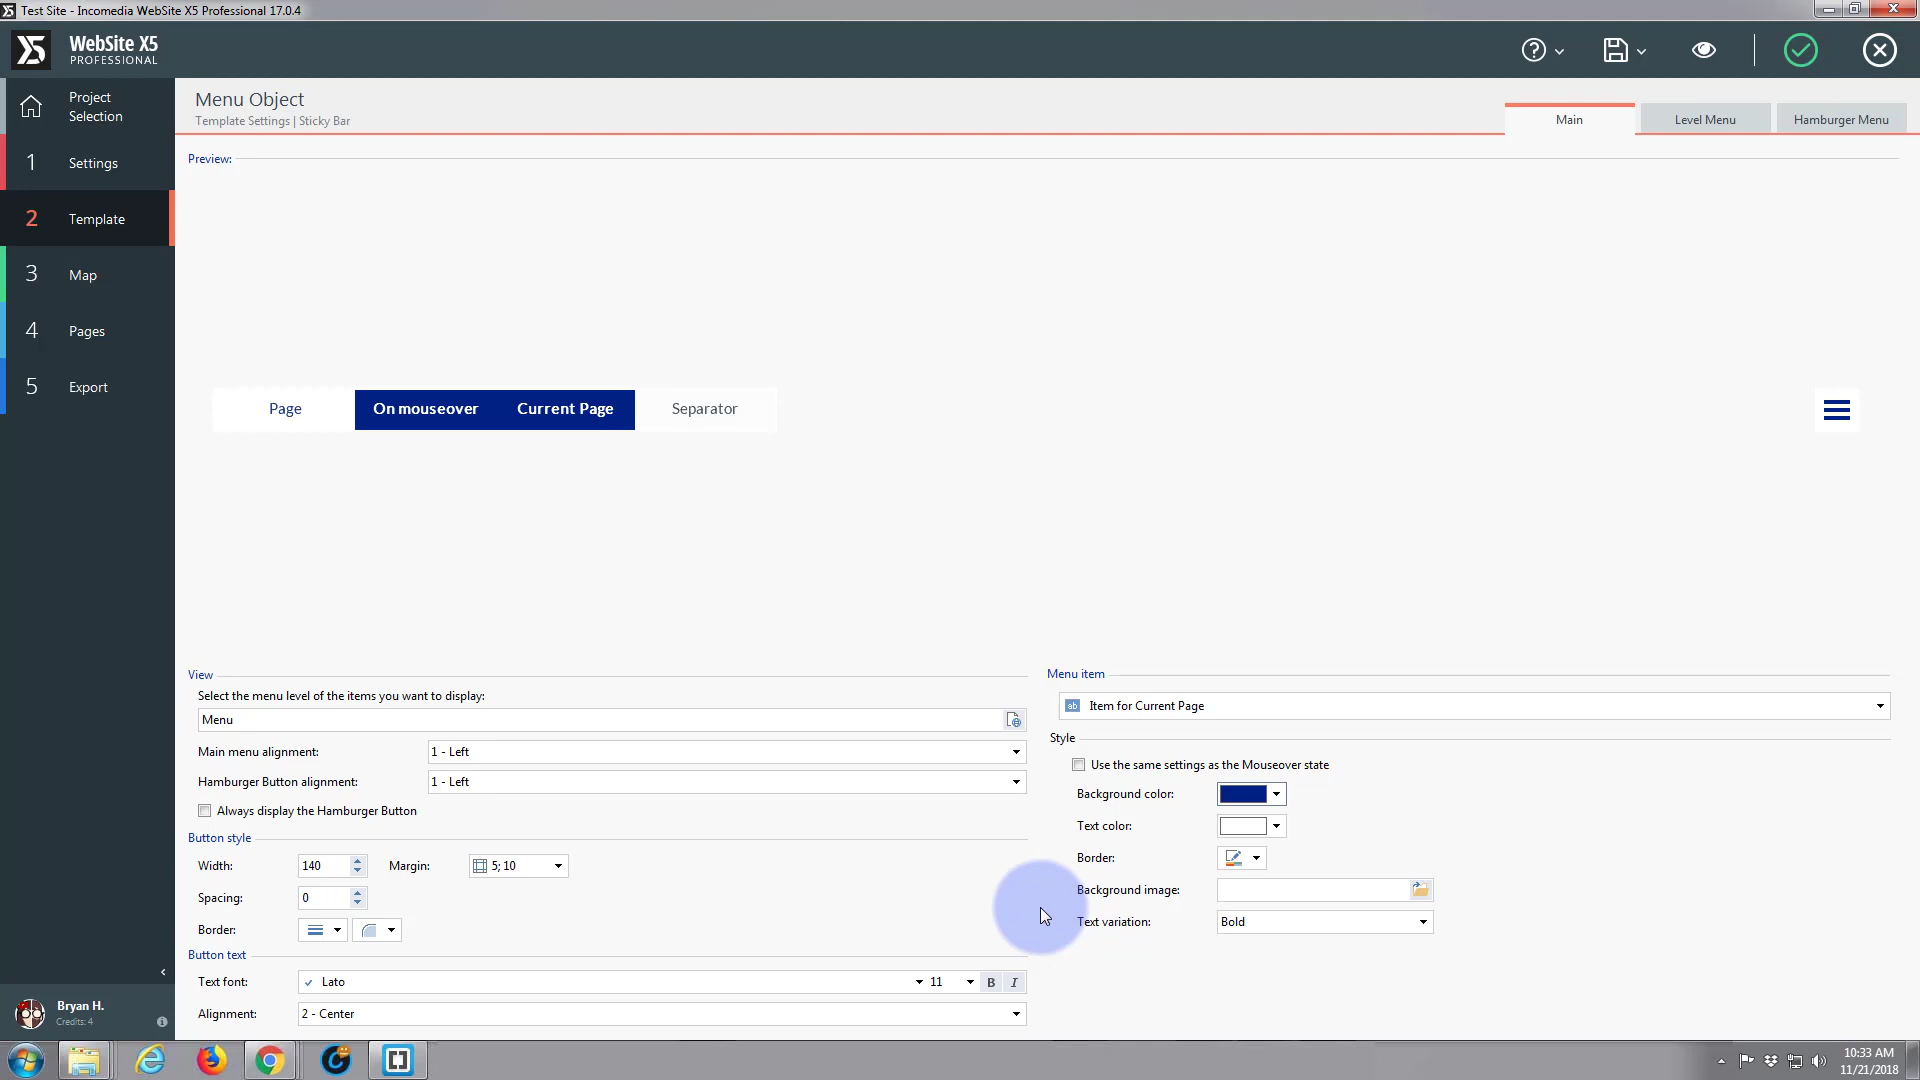 Test Site - Incomedia WebSite X5 Professional 17.0.4
WebSite X5
PROFESSIONAL
Project
Selection
1 Settings
2 Template
3 Map
4 Pages
5 Export
Bryan H.
Credits: 4
Menu Object
Template Settings | Sticky Bar
Main Level Menu Hamburger Menu
Preview:
Page On mouseover Current Page Separator
View
Select the menu level of the items you want to display:
Menu
Main menu alignment: 1 - Left
Hamburger Button alignment: 1 - Left
Always display the Hamburger Button
Button style
Width: 140 Margin: 5; 10
Spacing: 0
Border:
Button text
Text font: Lato 11 B I
Alignment: 2 - Center
Menu item
ab Item for Current Page
Style
Use the same settings as the Mouseover state
Background color:
Text color:
Border:
Background image:
Text variation: Bold
10:33 AM
11/21/2018